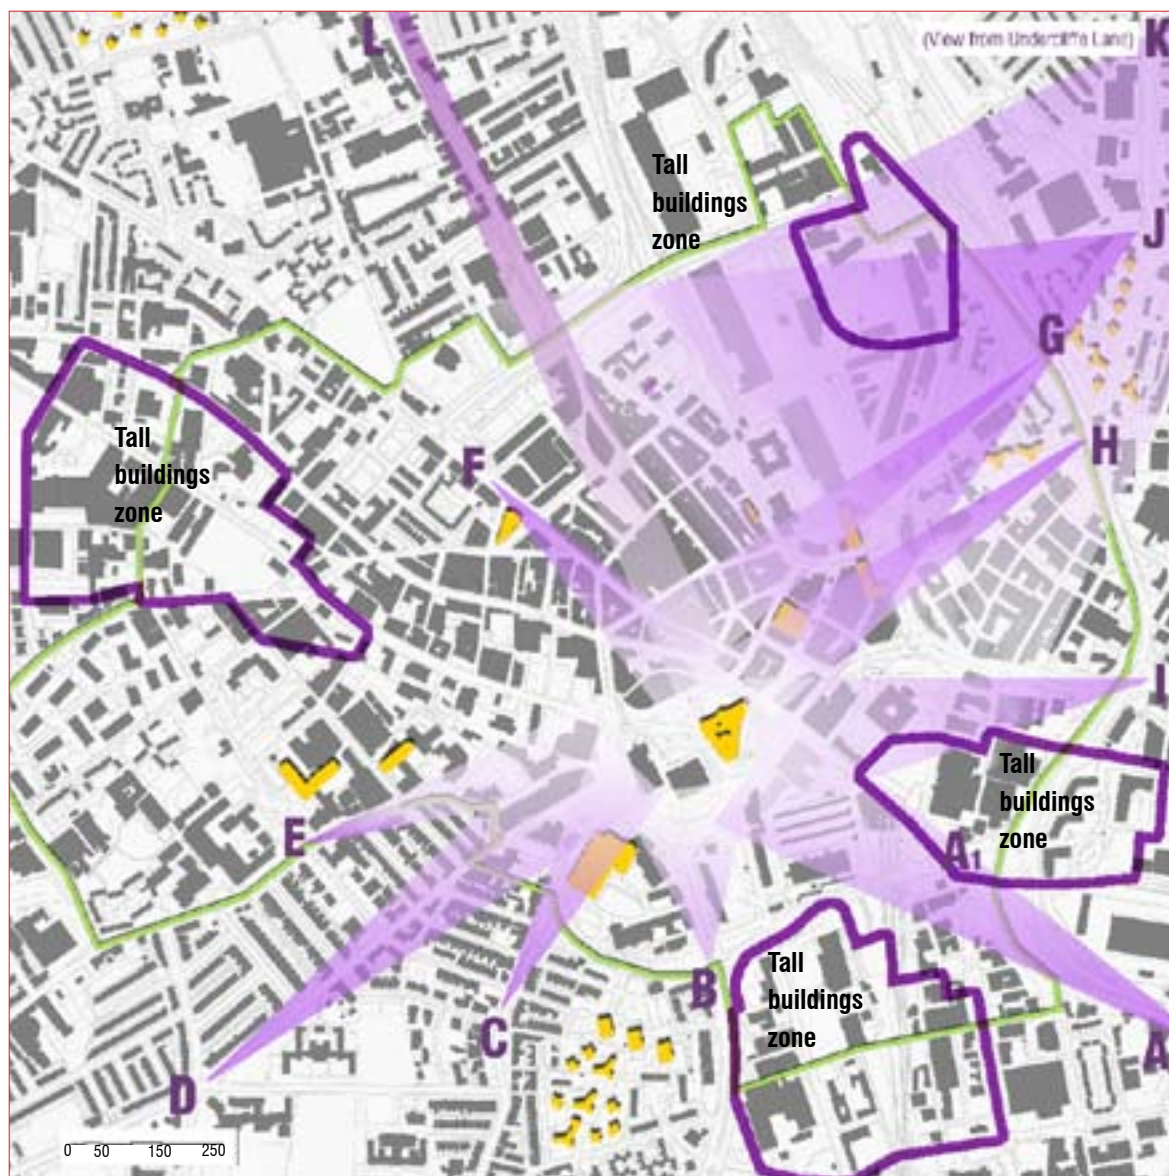 L
(View from Undercliffe Lane)
K
Tall
buildings
zone
J
G
H
F
Tall
buildings
zone
I
Tall
buildings
zone
A1
E
Tall
buildings
zone
B
C
A
D
0 50 150 250